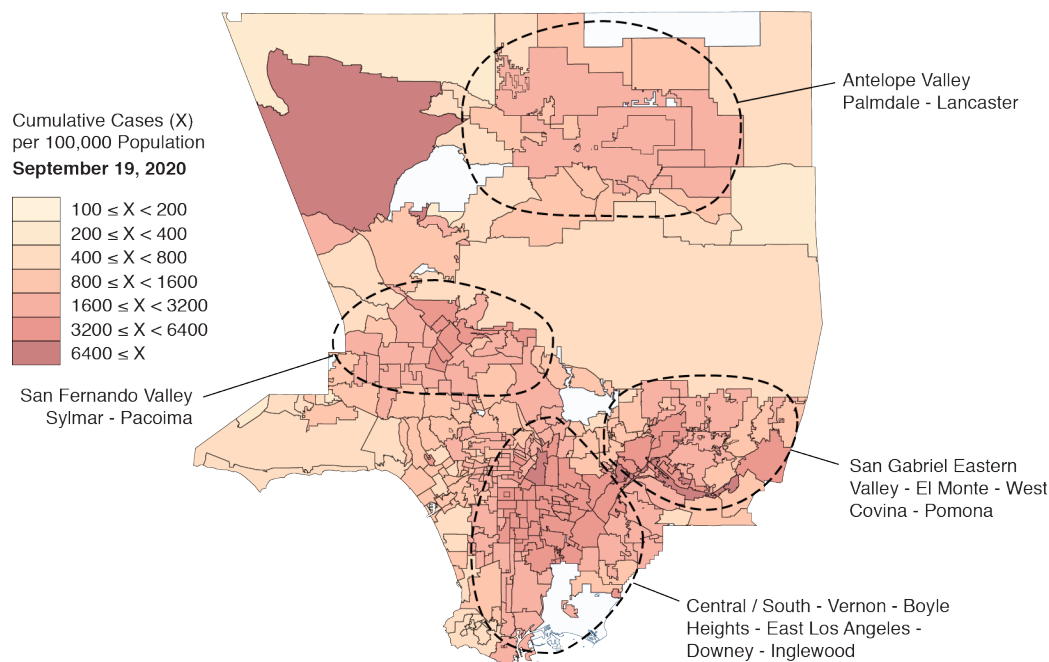 Cumulative Cases (X)
per 100,000 Population
September 19, 2020
100 ≤ X < 200
200 ≤ X < 400
400 ≤ X < 800
800 ≤ X < 1600
1600 ≤ X < 3200
3200 ≤ X < 6400
6400 ≤ X
Antelope Valley
Palmdale - Lancaster
San Fernando Valley
Sylmar - Pacoima
San Gabriel Eastern
Valley - El Monte - West
Covina - Pomona
Central / South - Vernon - Boyle
Heights - East Los Angeles -
Downey - Inglewood